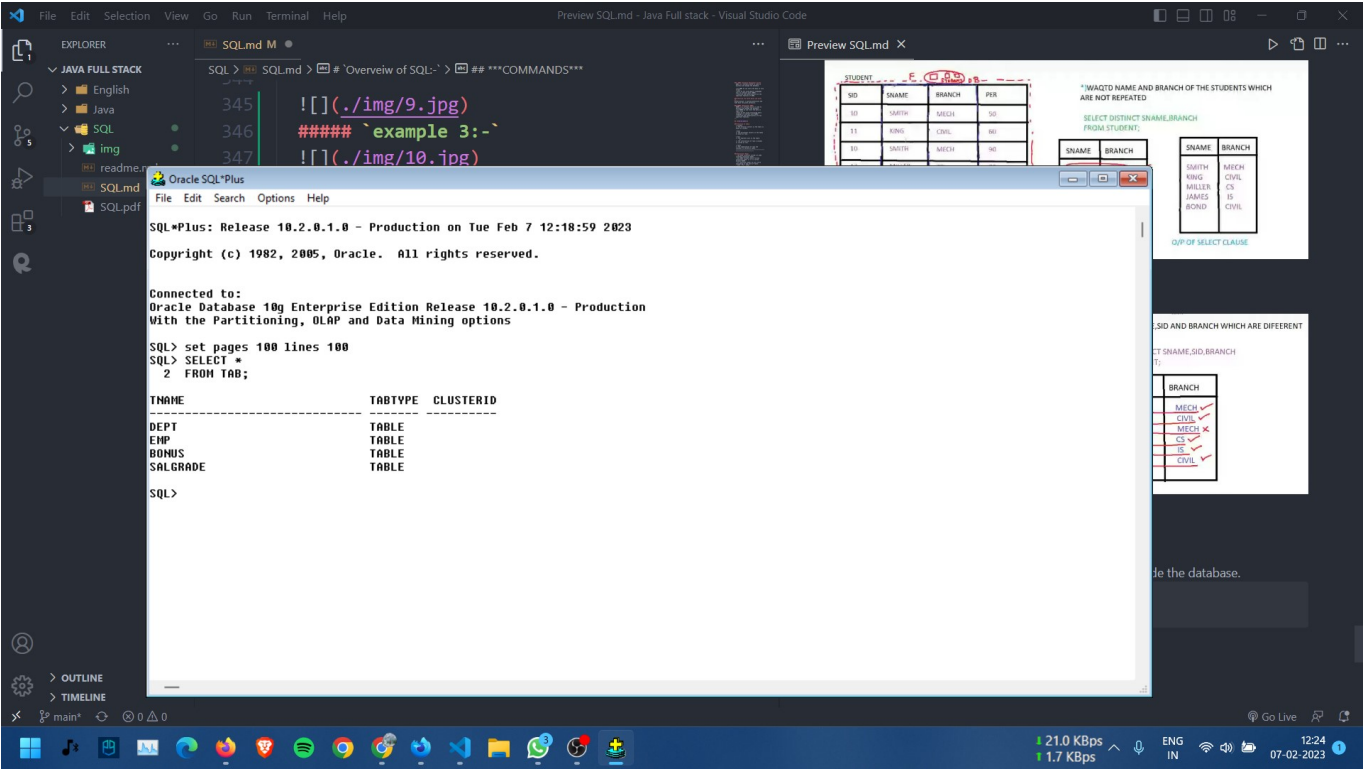 File Edit Selection View Go Run Terminal Help
Preview SQL.md - Java Full stack - Visual Studio Code
EXPLORER
JAVA FULL STACK
English
Java
SQL
img
SQL.md
SQL.pdf
OUTLINE
TIMELINE
SQL.md M
SQL > SQL.md > # `Overveiw of SQL:-` > ## ***COMMANDS***
345 ![](./img/9.jpg)
346 ##### `example 3:-`
347 ![](./img/10.jpg)
Preview SQL.md
STUDENT
SID SNAME BRANCH PER
10 SMITH MECH 50
11 KING CIVIL 60
10 SMITH MECH 90
*)WAQTD NAME AND BRANCH OF THE STUDENTS WHICH
ARE NOT REPEATED
SELECT DISTINCT SNAME,BRANCH
FROM STUDENT;
SNAME BRANCH
SNAME BRANCH
SMITH MECH
KING CIVIL
MILLER CS
JAMES IS
BOND CIVIL
O/P OF SELECT CLAUSE
,SID AND BRANCH WHICH ARE DIFEERENT
CT SNAME,SID,BRANCH
BRANCH
MECH
CIVIL
MECH
CS
IS
CIVIL
de the database.
Oracle SQL*Plus
File Edit Search Options Help
SQL*Plus: Release 10.2.0.1.0 - Production on Tue Feb 7 12:18:59 2023
Copyright (c) 1982, 2005, Oracle. All rights reserved.
Connected to:
Oracle Database 10g Enterprise Edition Release 10.2.0.1.0 - Production
With the Partitioning, OLAP and Data Mining options
SQL> set pages 100 lines 100
SQL> SELECT *
2 FROM TAB;
TNAME TABTYPE CLUSTERID
------------------------------ ------- ----------
DEPT TABLE
EMP TABLE
BONUS TABLE
SALGRADE TABLE
SQL>
main* 0 0
Go Live
21.0 KBps
1.7 KBps
ENG
IN
12:24
07-02-2023